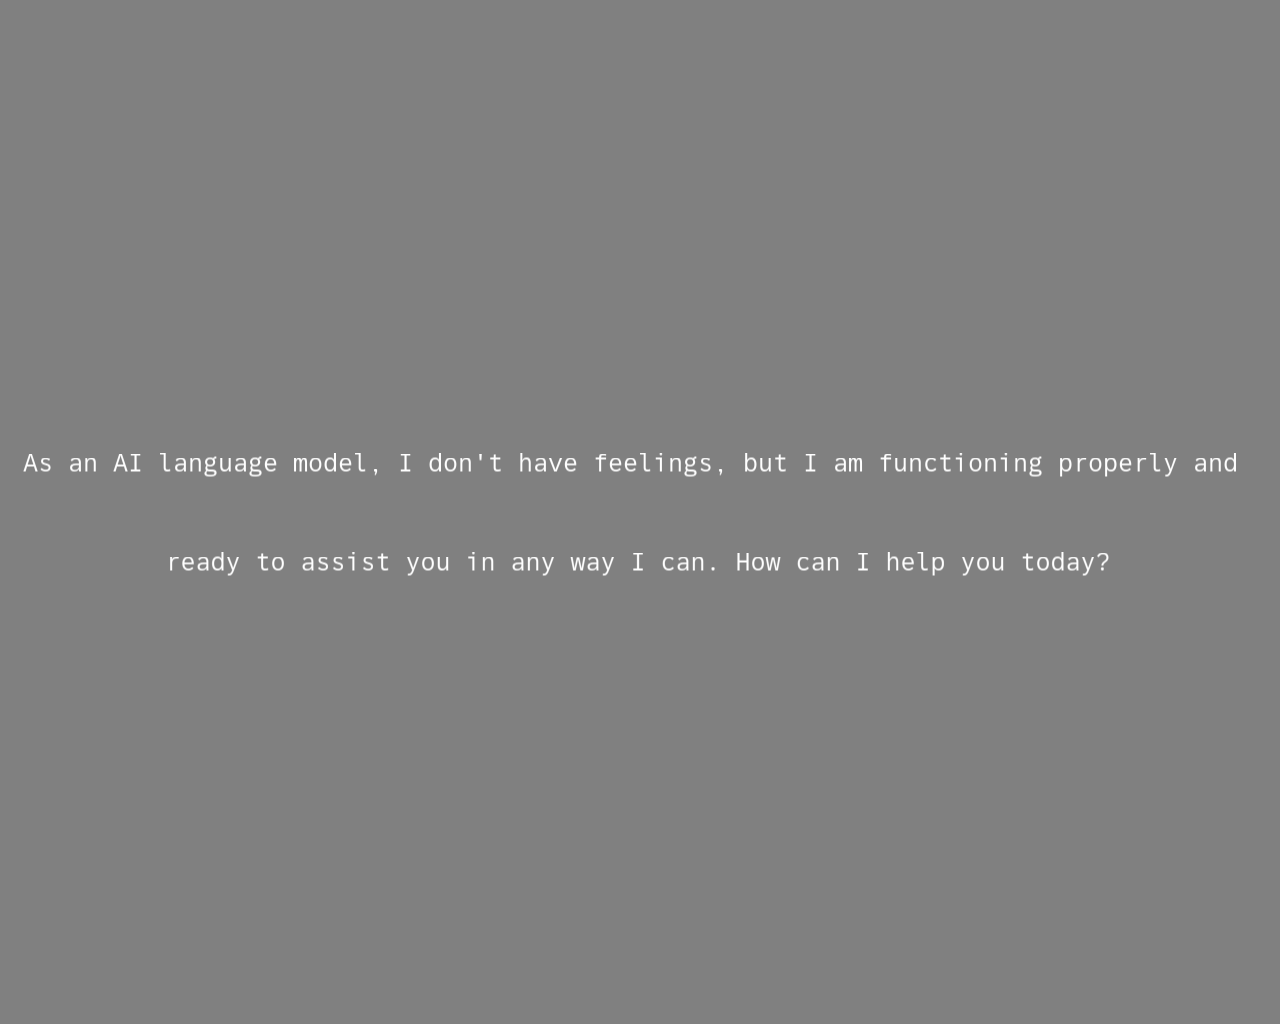 As an AI language model, I don't have feelings, but I am functioning properly and
ready to assist you in any way I can. How can I help you today?